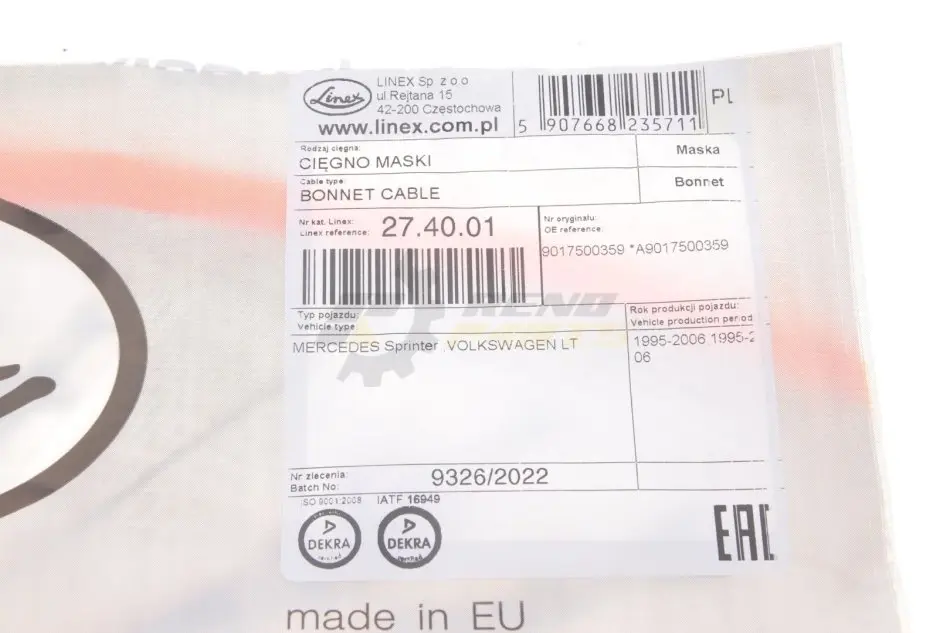 Linex
LINEX Sp. z o.o
ul Rejtana 15
42-200 Częstochowa
www.linex.com.pl
5 907668 235711
PL
Rodzaj cięgna:
CIĘGNO MASKI
Maska
Cable type:
BONNET CABLE
Bonnet
Nr kat. Linex:
Linex reference:
27.40.01
Nr oryginału:
OE reference:
9017500359 *A9017500359
Typ pojazdu:
Vehicle type:
Rok produkcji pojazdu:
Vehicle production period
MERCEDES Sprinter ,VOLKSWAGEN LT
1995-2006 1995-2
06
Nr zlecenia:
Batch No:
9326/2022
ISO 9001:2008
IATF 16949
DEKRA
DEKRA
EAC
made in EU